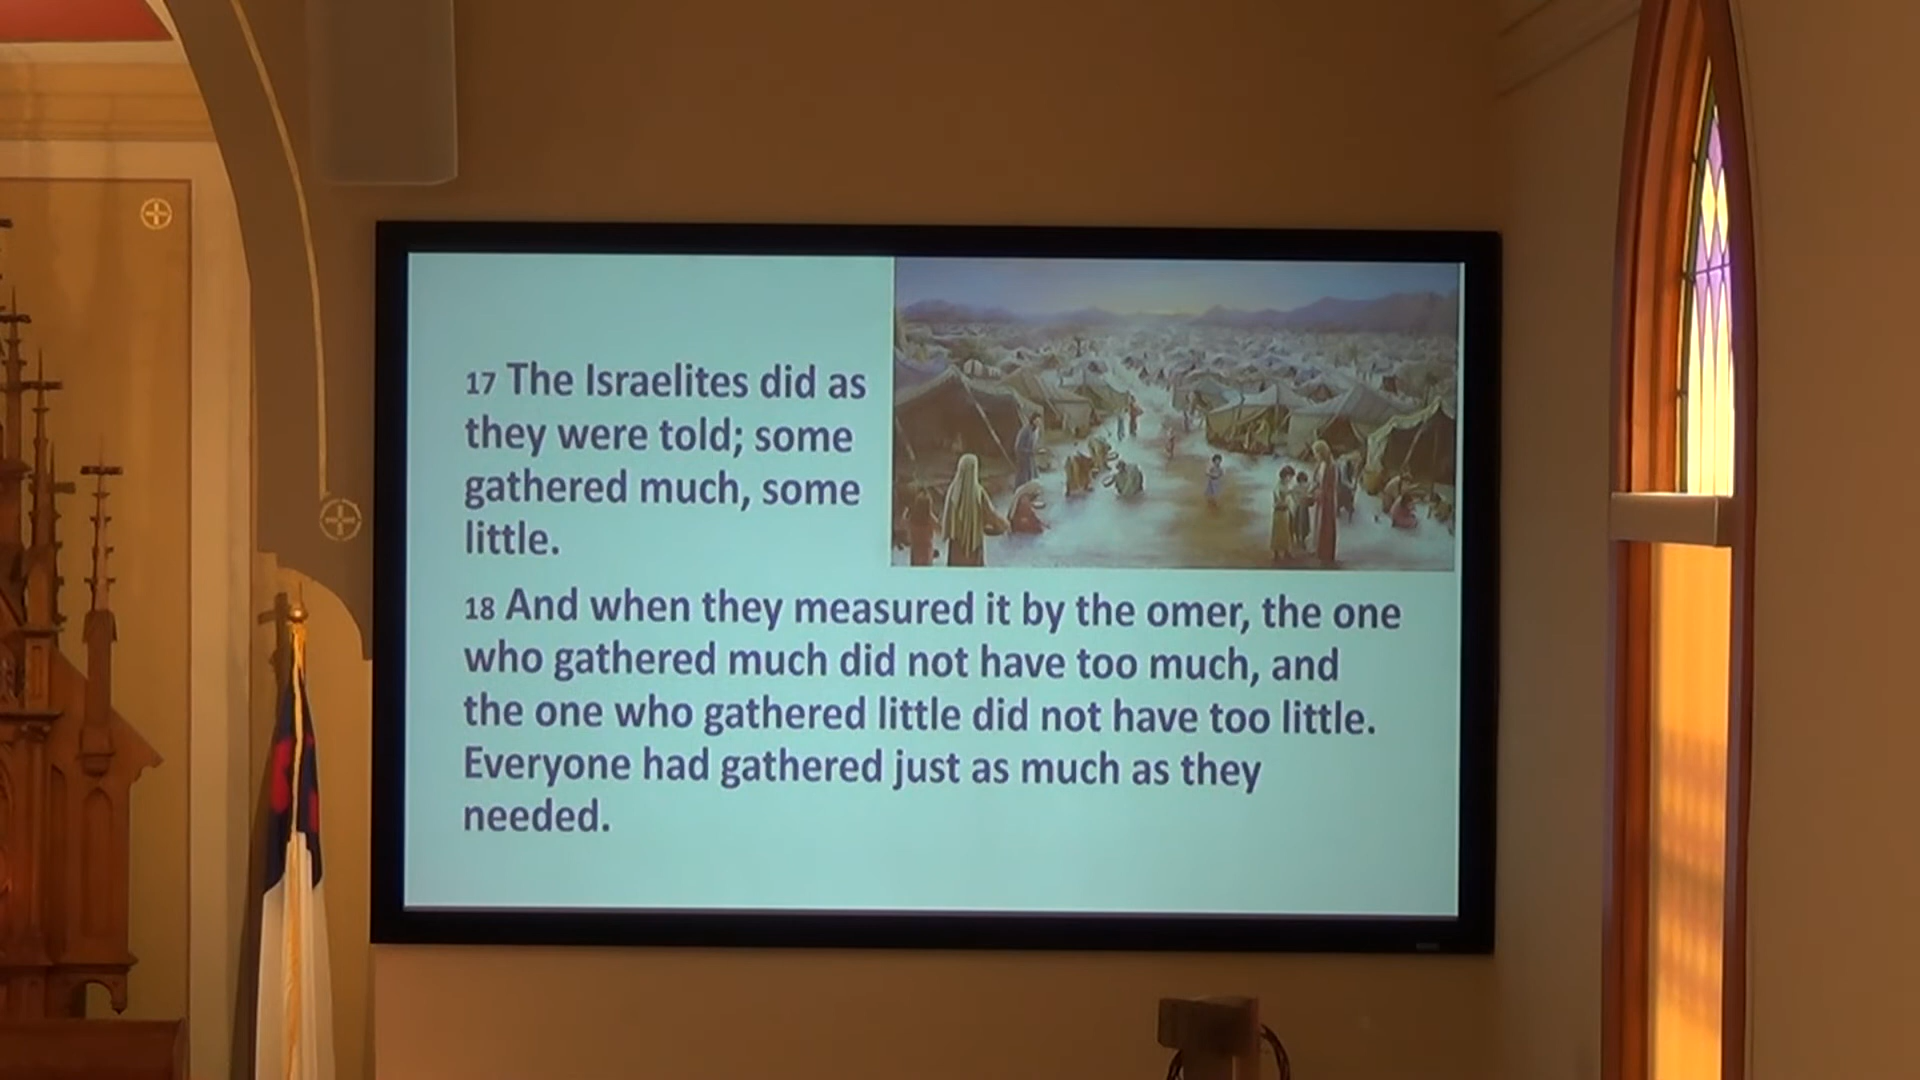 17 The Israelites did as
they were told; some
gathered much, some
little.
18 And when they measured it by the omer, the one
who gathered much did not have too much, and
the one who gathered little did not have too little.
Everyone had gathered just as much as they
needed.